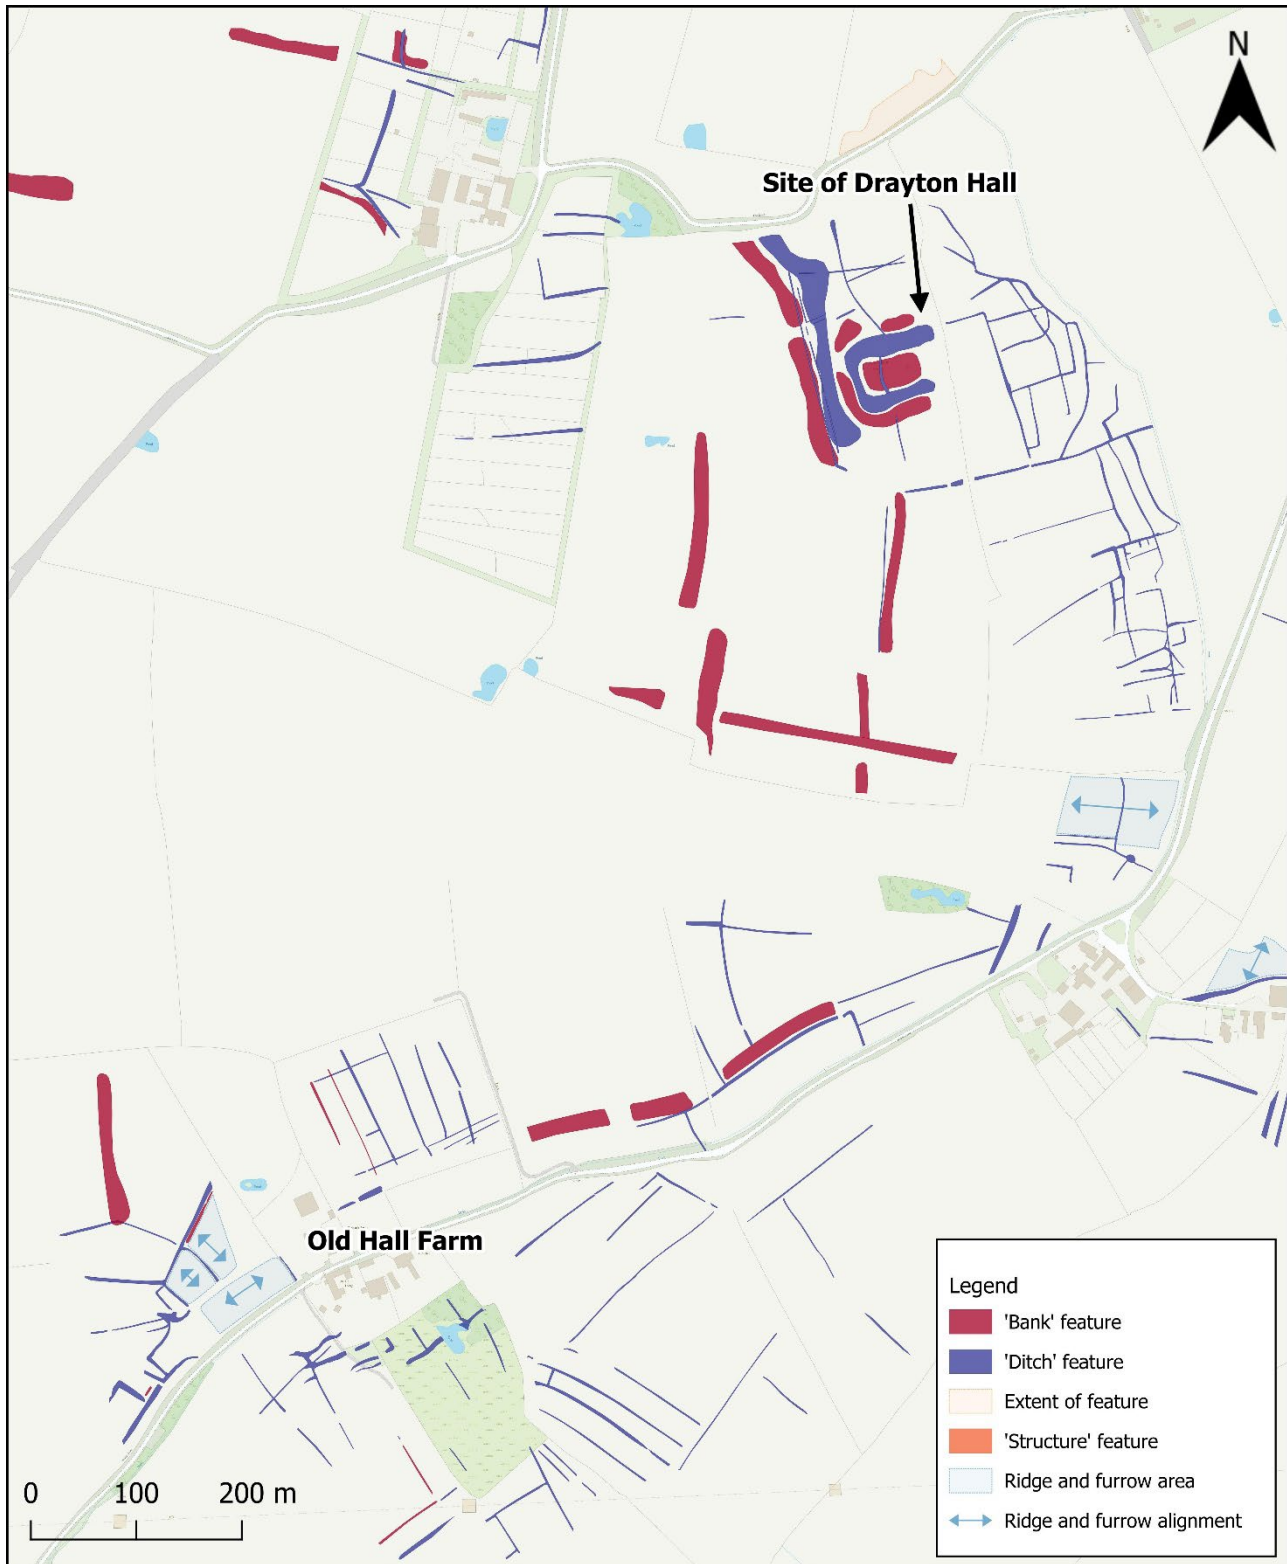 N
Site of Drayton Hall
Old Hall Farm
Legend
'Bank' feature
'Ditch' feature
Extent of feature
'Structure' feature
Ridge and furrow area
Ridge and furrow alignment
0 100 200 m